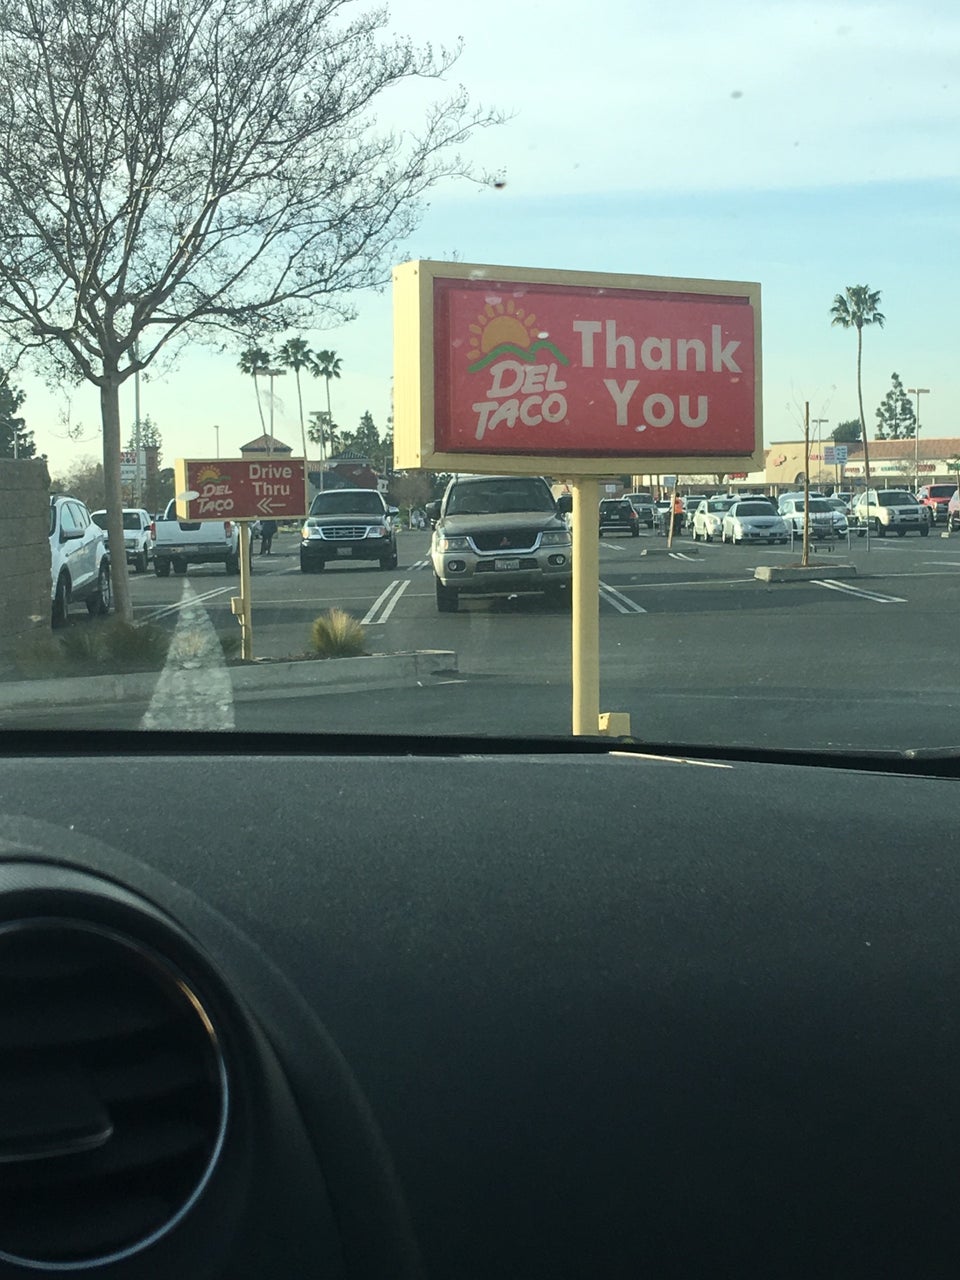 DEL
TACO
Thank
You
DEL
TACO
Drive
Thru